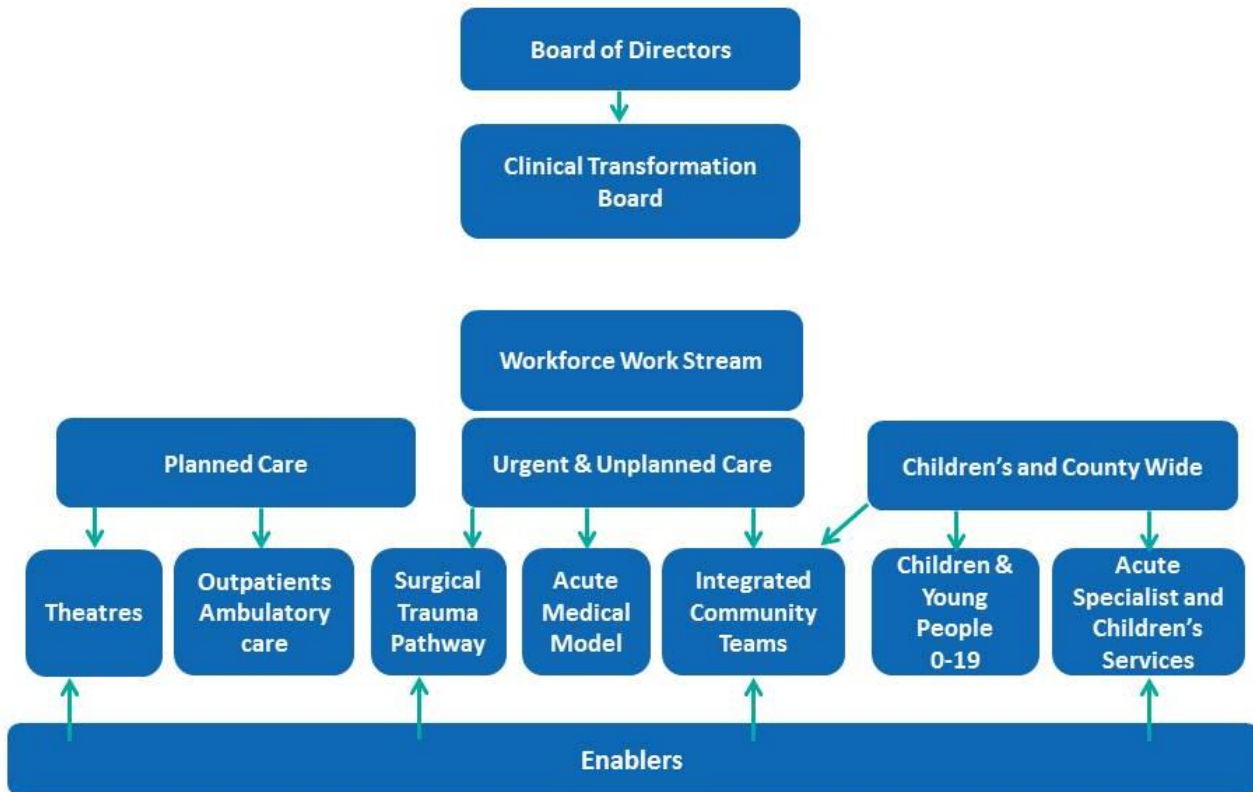 Board of Directors
Clinical Transformation
Board
Workforce Work Stream
Planned Care
Urgent & Unplanned Care
Children’s and County Wide
Theatres
Outpatients
Ambulatory
care
Surgical
Trauma
Pathway
Acute
Medical
Model
Integrated
Community
Teams
Children &
Young
People
0-19
Acute
Specialist and
Children’s
Services
Enablers